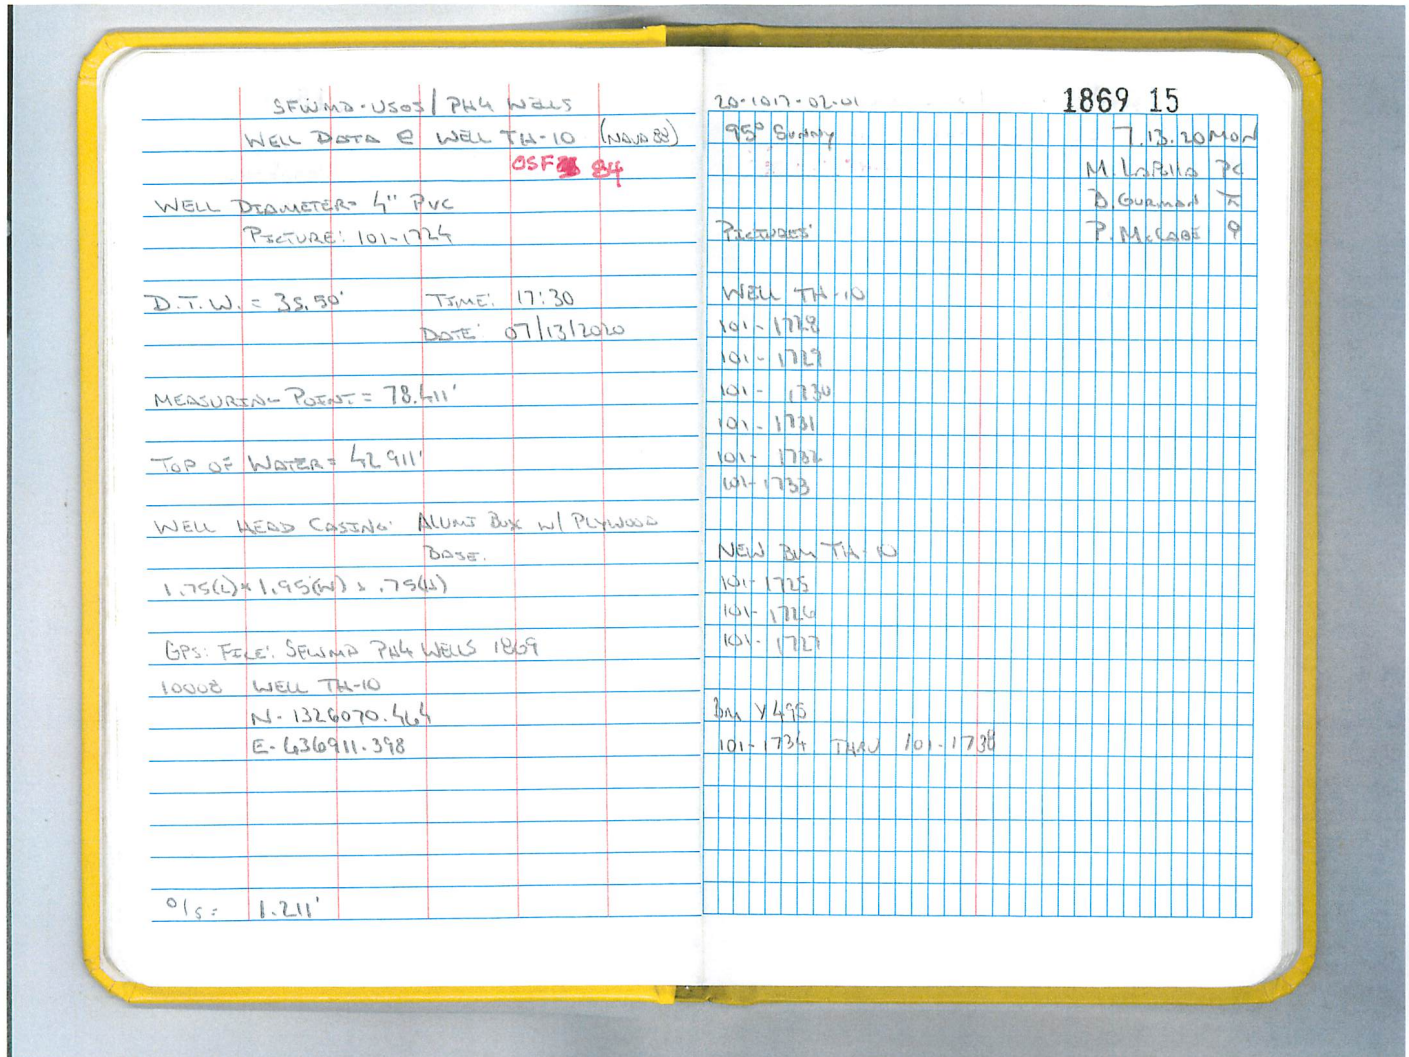 SFWMD-USGS/PH4 WELLS
WELL DATA @ WELL TH-10 (NAVD88)
OSF 84
WELL DIAMETER= 4" PVC
PICTURE: 101-1724
D.T.W. = 35.50' TIME: 17:30
DATE: 07/13/2020
MEASURING POINT = 78.411'
TOP OF WATER= 42.911'
WELL HEAD CASING: ALUMI BOX W/ PLYWOOD
BASE.
1.75(L) x 1.95(W) x .75(H)
GPS: FILE: SFWMD PH4 WELLS 1869
10008 WELL TH-10
N- 1326070.464
E- 636911.398
O/S= 1.211'
20-1017-02-01
1869 15
95° SUNNY 7.13.20 MON
M. LAPOLLA PC
D. GUZMAN π
PICTURES: P. MCCABE φ
WELL TH-10
101-1728
101-1729
101-1730
101-1731
101-1732
101-1733
NEW BM TH-10
101-1725
101-1726
101-1727
BM Y495
101-1734 THRU 101-1738